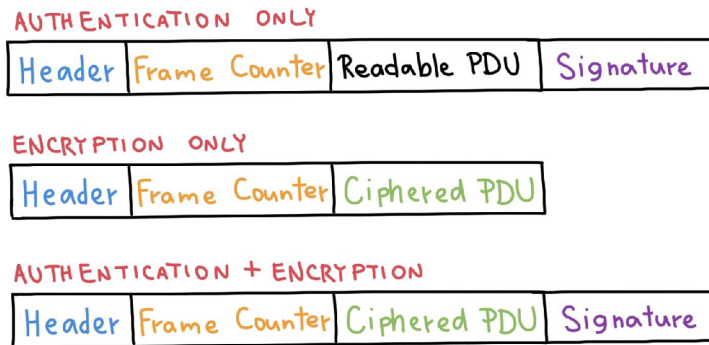 AUTHENTICATION ONLY
Header Frame Counter Readable PDU Signature
ENCRYPTION ONLY
Header Frame Counter Ciphered PDU
AUTHENTICATION + ENCRYPTION
Header Frame Counter Ciphered PDU Signature